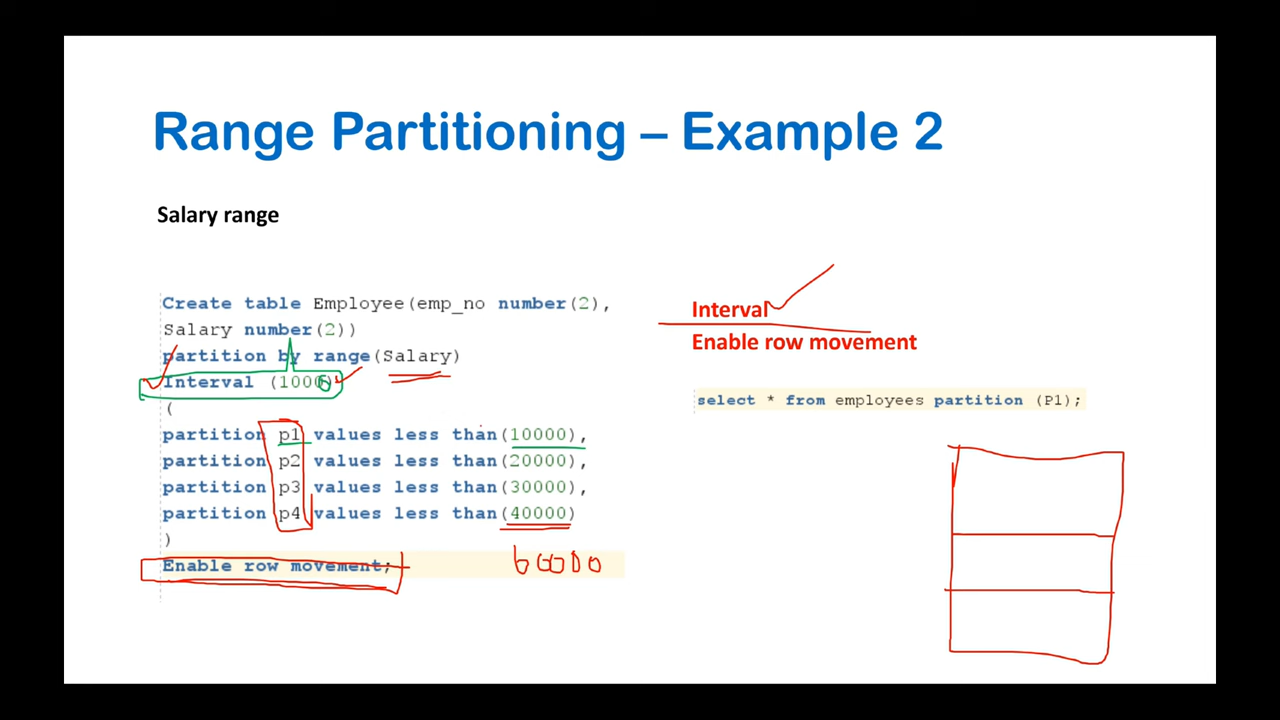 Range Partitioning – Example 2
Salary range
Create table Employee(emp_no number(2),
Salary number(2))
partition by range(Salary)
Interval (10000)
(
partition p1 values less than(10000),
partition p2 values less than(20000),
partition p3 values less than(30000),
partition p4 values less than(40000)
)
Enable row movement;
60000
Interval
Enable row movement
select * from employees partition (P1);